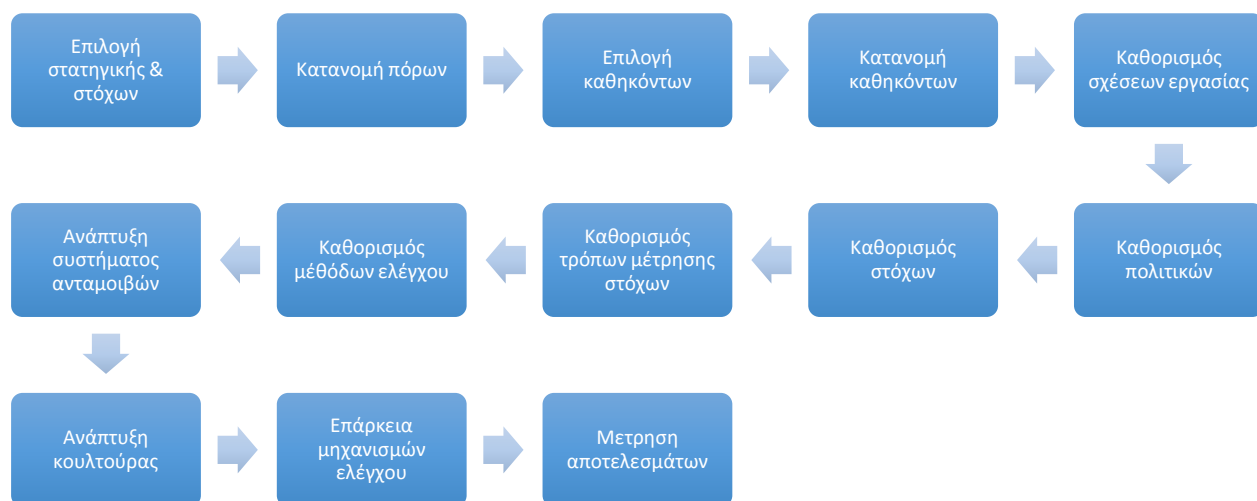 Επιλογή
στατηγικής &
στόχων
Κατανομή πόρων
Επιλογή
καθηκόντων
Κατανομή
καθηκόντων
Καθορισμός
σχέσεων εργασίας
Καθορισμός
πολιτικών
Καθορισμός
στόχων
Καθορισμός
τρόπων μέτρησης
στόχων
Καθορισμός
μέθόδων ελέγχου
Ανάπτυξη
συστήματος
ανταμοιβών
Ανάπτυξη
κουλτούρας
Επάρκεια
μηχανισμών
ελέγχου
Μετρηση
αποτελεσμάτων